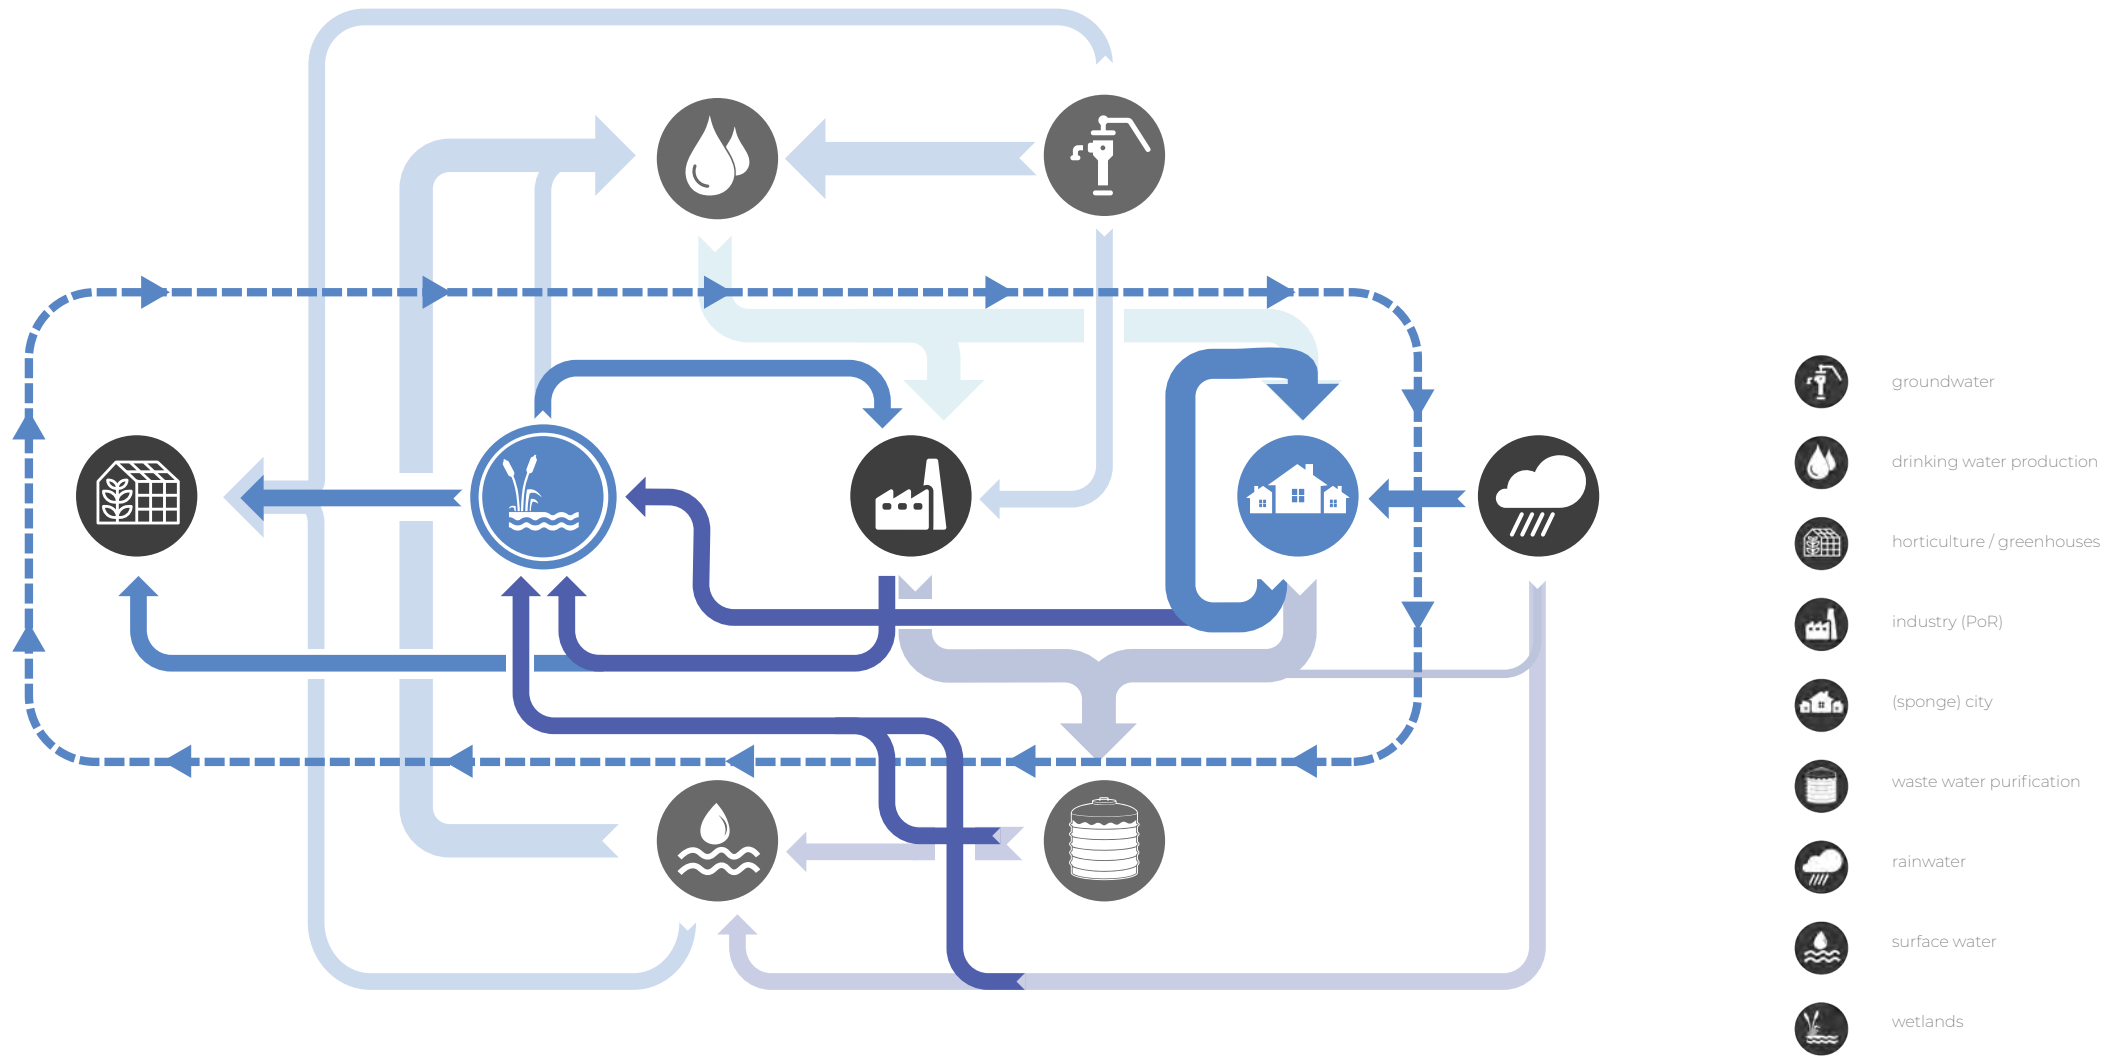 groundwater
drinking water production
horticulture / greenhouses
industry (PoR)
(sponge) city
waste water purification
rainwater
surface water
wetlands